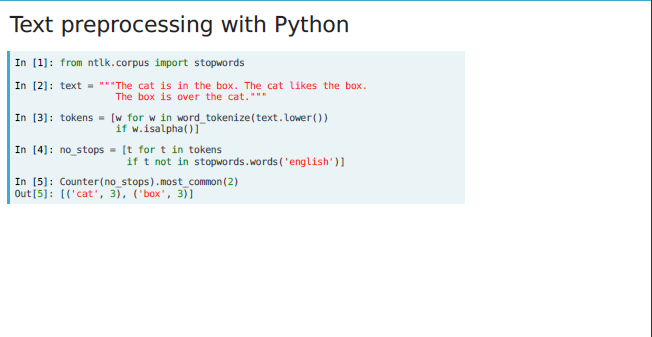 Text preprocessing with Python
In [1]: from ntlk.corpus import stopwords
In [2]: text = """The cat is in the box. The cat likes the box.
The box is over the cat."""
In [3]: tokens = [w for w in word_tokenize(text.lower())
if w.isalpha()]
In [4]: no_stops = [t for t in tokens
if t not in stopwords.words('english')]
In [5]: Counter(no_stops).most_common(2)
Out[5]: [('cat', 3), ('box', 3)]